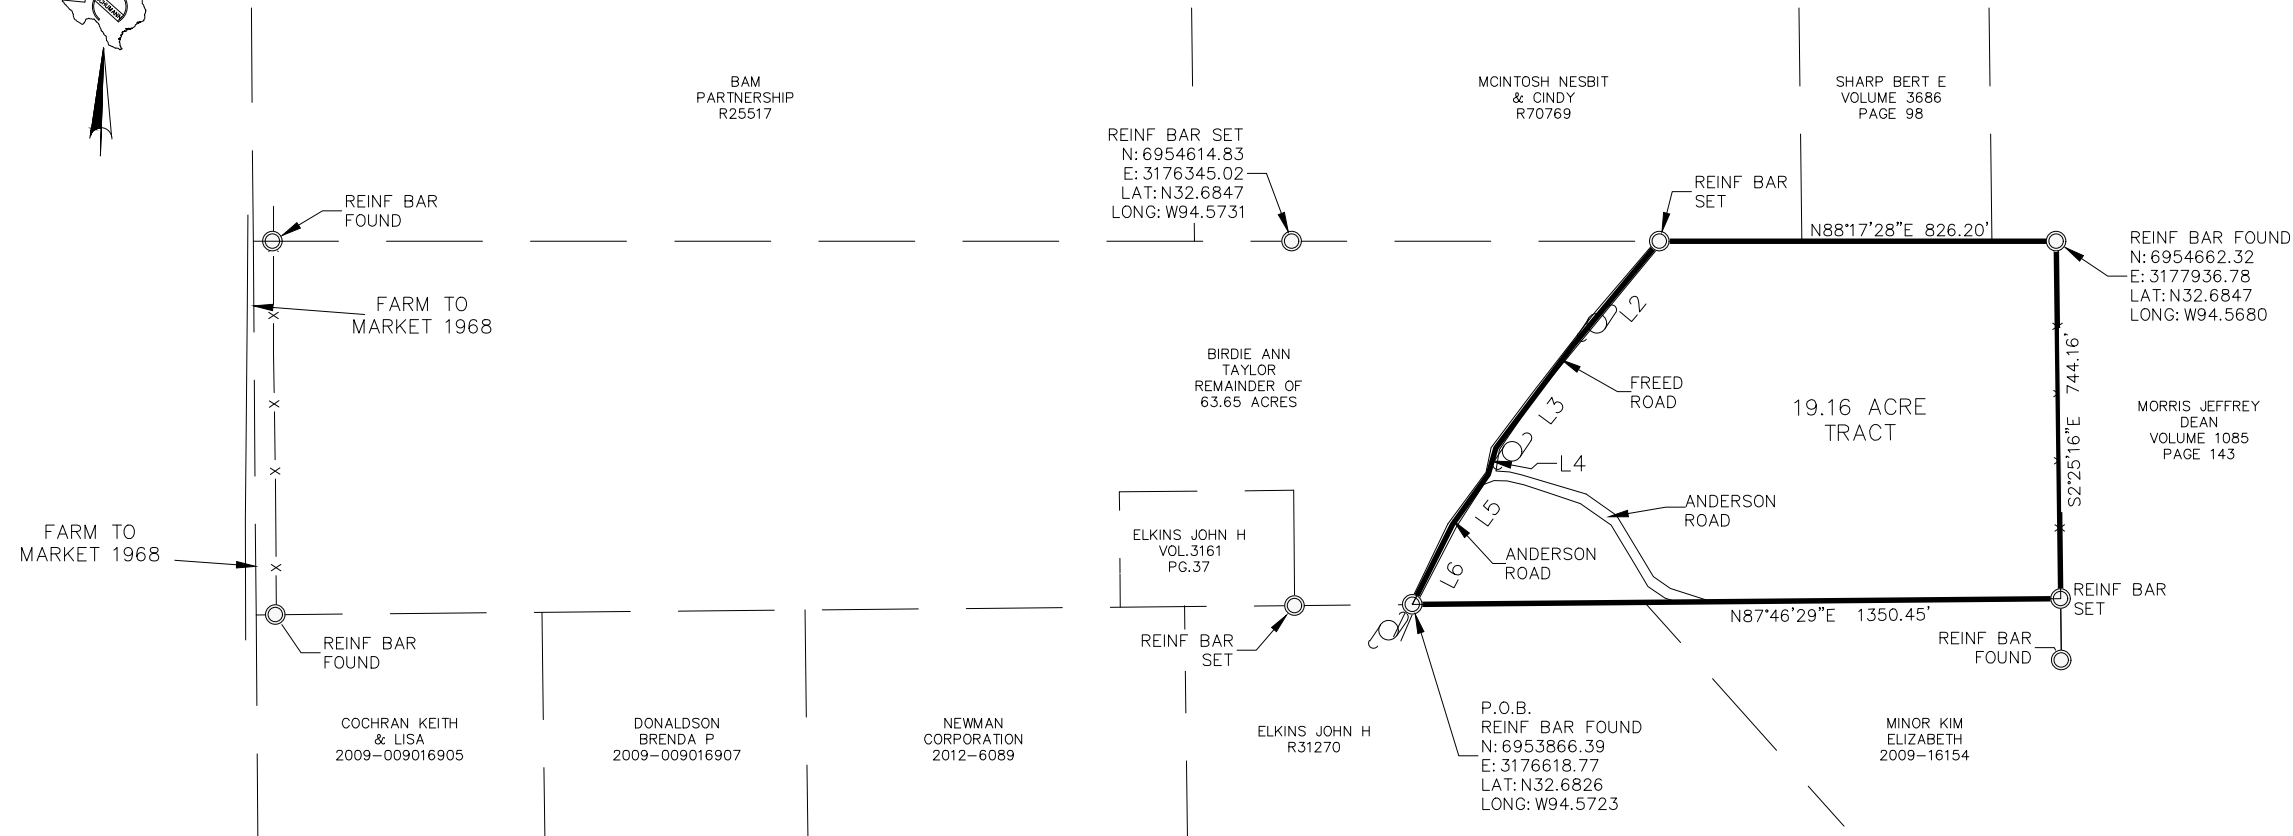 SCHUMANN
BAM
PARTNERSHIP
R25517
MCINTOSH NESBIT
& CINDY
R70769
SHARP BERT E
VOLUME 3686
PAGE 98
REINF BAR SET
N: 6954614.83
E: 3176345.02
LAT: N32.6847
LONG: W94.5731
REINF BAR
FOUND
REINF BAR
SET
N88°17'28"E 826.20'
REINF BAR FOUND
N: 6954662.32
E: 3177936.78
LAT: N32.6847
LONG: W94.5680
FARM TO
MARKET 1968
L2
BIRDIE ANN
TAYLOR
REMAINDER OF
63.65 ACRES
FREED
ROAD
L3
19.16 ACRE
TRACT
S2°25'16"E 744.16'
MORRIS JEFFREY
DEAN
VOLUME 1085
PAGE 143
L4
ANDERSON
ROAD
L5
FARM TO
MARKET 1968
ELKINS JOHN H
VOL.3161
PG.37
ANDERSON
ROAD
L6
REINF BAR
SET
N87°46'29"E 1350.45'
REINF BAR
FOUND
REINF BAR
SET
REINF BAR
FOUND
P.O.B.
REINF BAR FOUND
N: 6953866.39
E: 3176618.77
LAT: N32.6826
LONG: W94.5723
COCHRAN KEITH
& LISA
2009-009016905
DONALDSON
BRENDA P
2009-009016907
NEWMAN
CORPORATION
2012-6089
ELKINS JOHN H
R31270
MINOR KIM
ELIZABETH
2009-16154